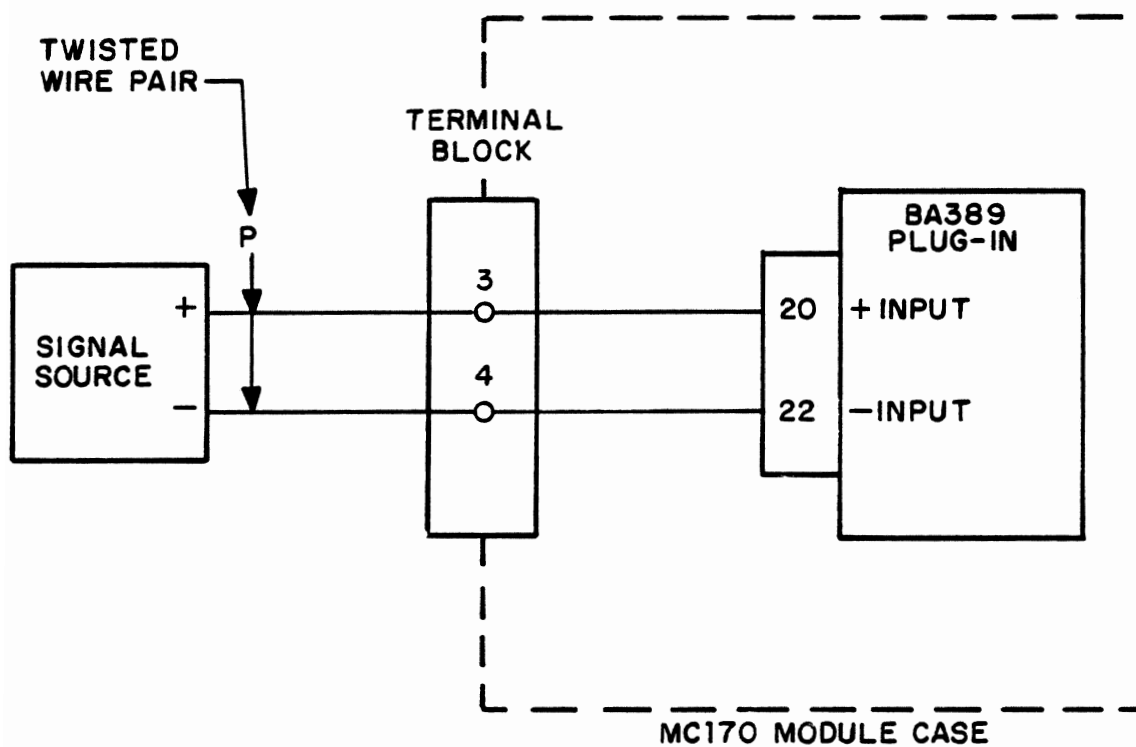 TWISTED
WIRE PAIR
TERMINAL
BLOCK
P
BA389
PLUG-IN
3
+
20
+INPUT
SIGNAL
SOURCE
4
−
22
−INPUT
MC170 MODULE CASE